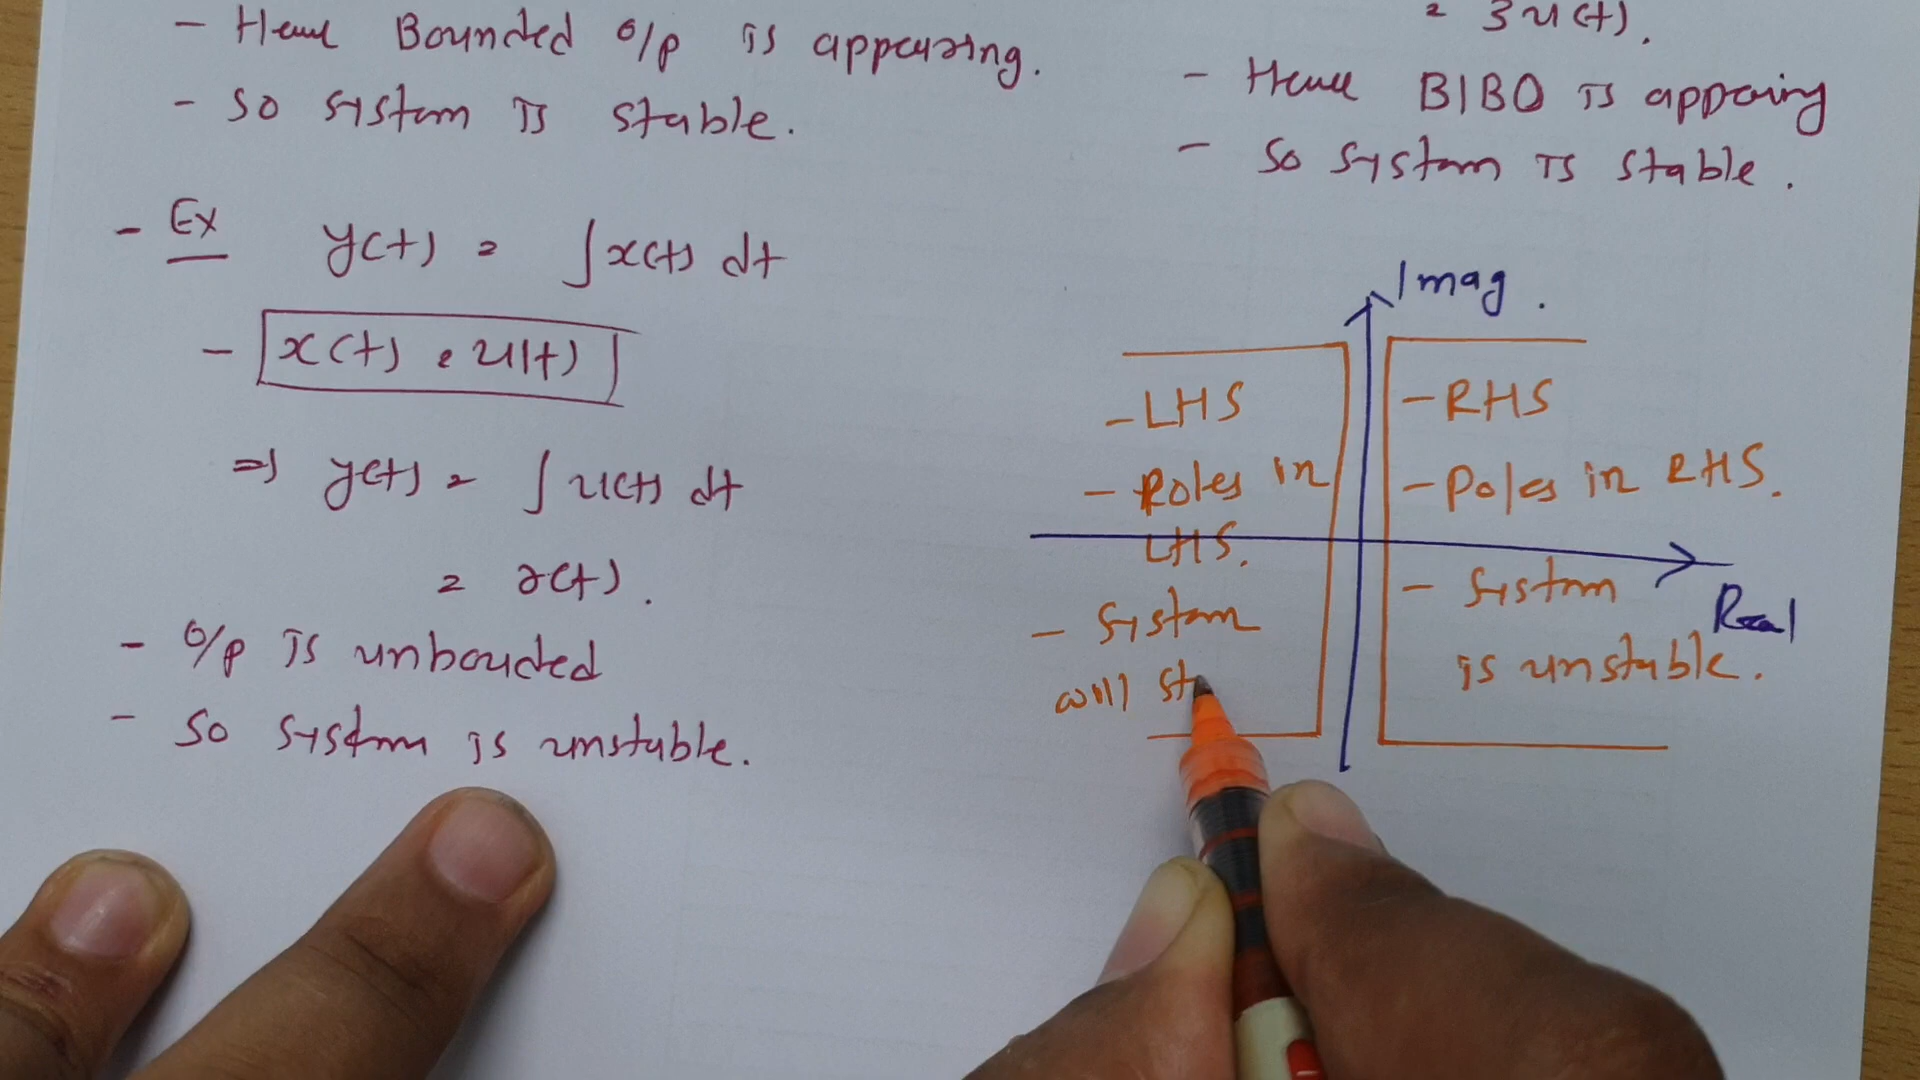 - Hence Bounded o/p is appearing.
- So system is stable.
- Ex y(t) = ∫x(t) dt
- x(t) = u(t)
⇒ y(t) = ∫ u(t) dt
= r(t).
- o/p is unbouded
- So system is unstable.
= 3u(t).
- Hence BIBO is apparing
- So system is stable.
Imag.
- LHS
- Poles in
LHS.
- System
will st
- RHS
- Poles in RHS.
- System
is unstable.
Real